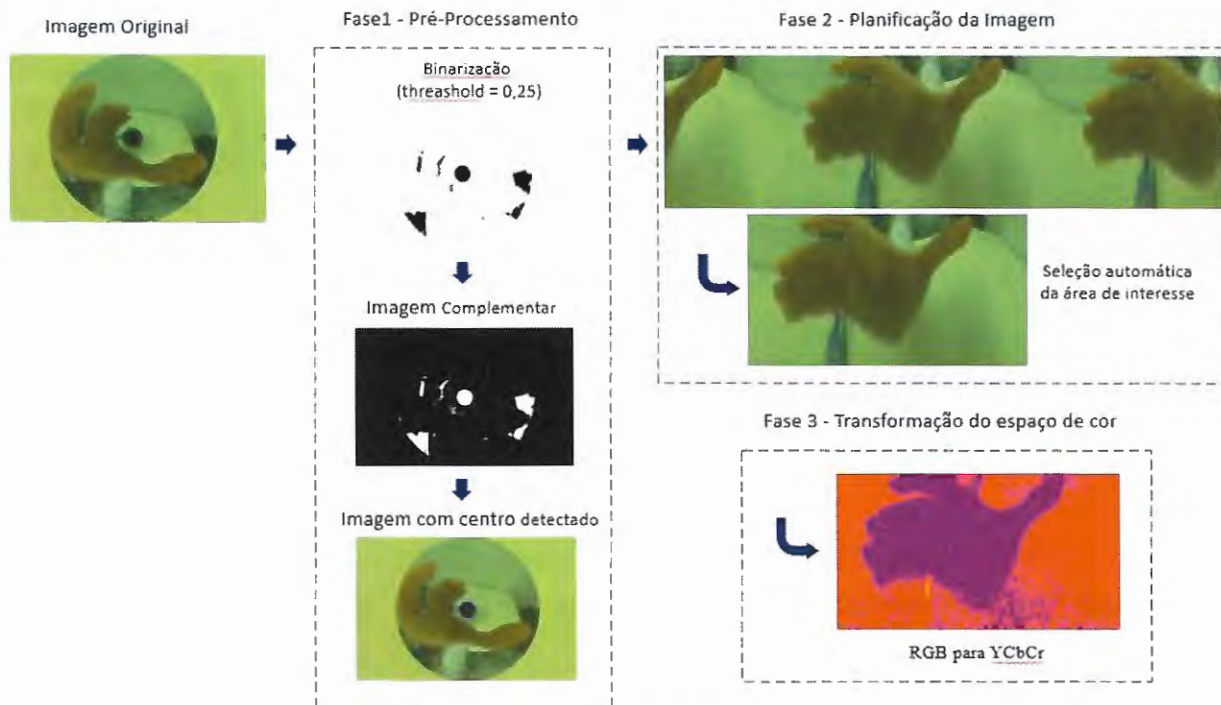 Imagem Original
Fase1 - Pré-Processamento
Binarização
(threashold = 0,25)
Imagem Complementar
Imagem com centro detectado
Fase 2 - Planificação da Imagem
Seleção automática
da área de interesse
Fase 3 - Transformação do espaço de cor
RGB para YCbCr